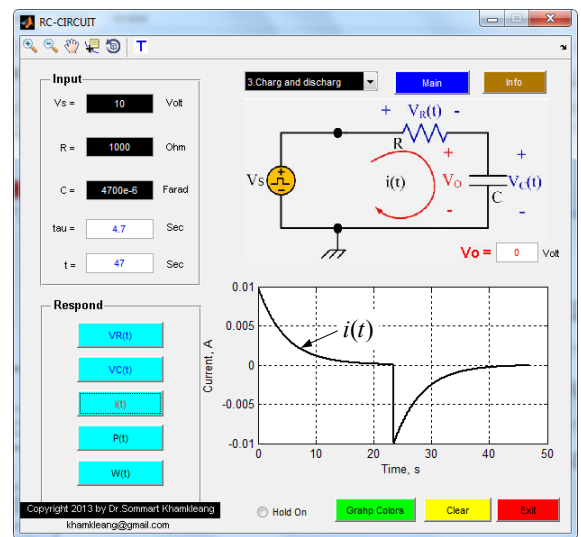 RC-CIRCUIT
T
Input
Vs = 10 Volt
R = 1000 Ohm
C = 4700e-6 Farad
tau = 4.7 Sec
t = 47 Sec
3.Charg and discharg Main Info
+ VR(t) -
R
Vs
i(t)
+ VO -
C
+ VC(t) -
Vo = 0 Volt
Respond
VR(t)
VC(t)
i(t)
P(t)
W(t)
Current, A
0.01
0.005
0
-0.005
-0.01
i(t)
0 10 20 30 40 50
Time, s
Copyright 2013 by Dr.Sommart Khamkleang
khamkleang@gmail.com
Hold On Grahp Colors Clear Exit